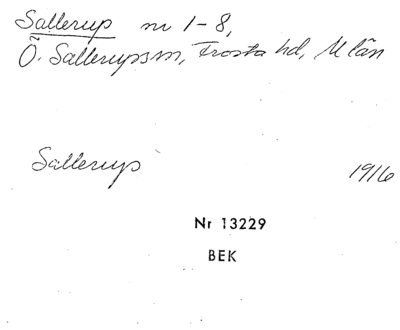 Sallerup nr 1-8,
Ö. Sallerups sn, Frosta hd, M län
Sallerup 1916
Nr 13229
BEK